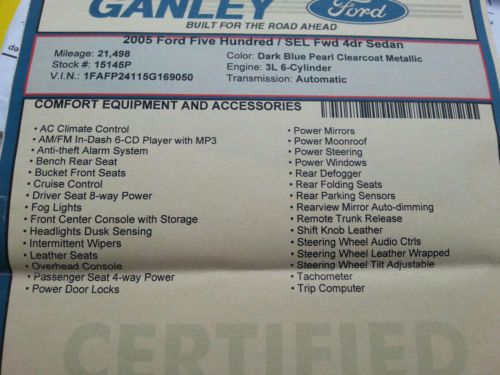 GANLEY Ford
BUILT FOR THE ROAD AHEAD
2005 Ford Five Hundred / SEL Fwd 4dr Sedan
Mileage: 21,498 Color: Dark Blue Pearl Clearcoat Metallic
Stock #: 15145P Engine: 3L 6-Cylinder
V.I.N.: 1FAFP24115G169050 Transmission: Automatic
COMFORT EQUIPMENT AND ACCESSORIES
• AC Climate Control
• AM/FM In-Dash 6-CD Player with MP3
• Anti-theft Alarm System
• Bench Rear Seat
• Bucket Front Seats
• Cruise Control
• Driver Seat 8-way Power
• Fog Lights
• Front Center Console with Storage
• Headlights Dusk Sensing
• Intermittent Wipers
• Leather Seats
• Overhead Console
• Passenger Seat 4-way Power
• Power Door Locks
• Power Mirrors
• Power Moonroof
• Power Steering
• Power Windows
• Rear Defogger
• Rear Folding Seats
• Rear Parking Sensors
• Rearview Mirror Auto-dimming
• Remote Trunk Release
• Shift Knob Leather
• Steering Wheel Audio Ctrls
• Steering Wheel Leather Wrapped
• Steering Wheel Tilt Adjustable
• Tachometer
• Trip Computer
CERTIFIED